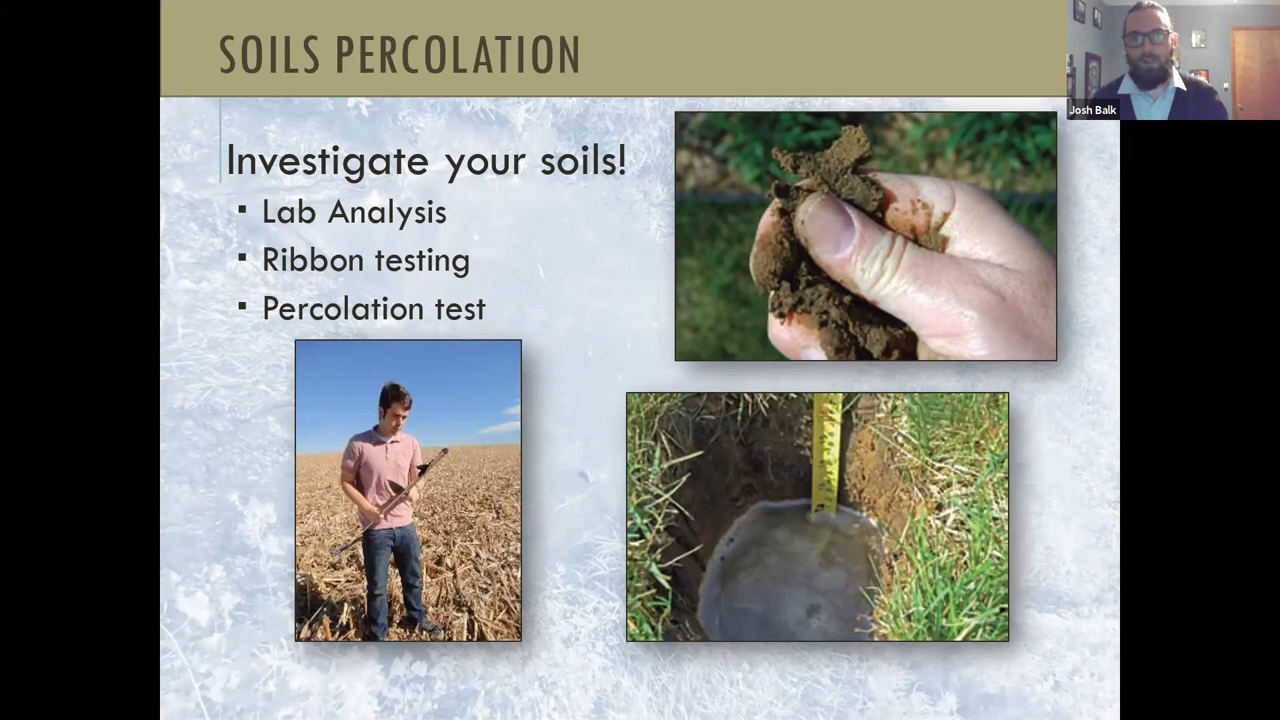 SOILS PERCOLATION
Josh Balk
Investigate your soils!
▪ Lab Analysis
▪ Ribbon testing
▪ Percolation test